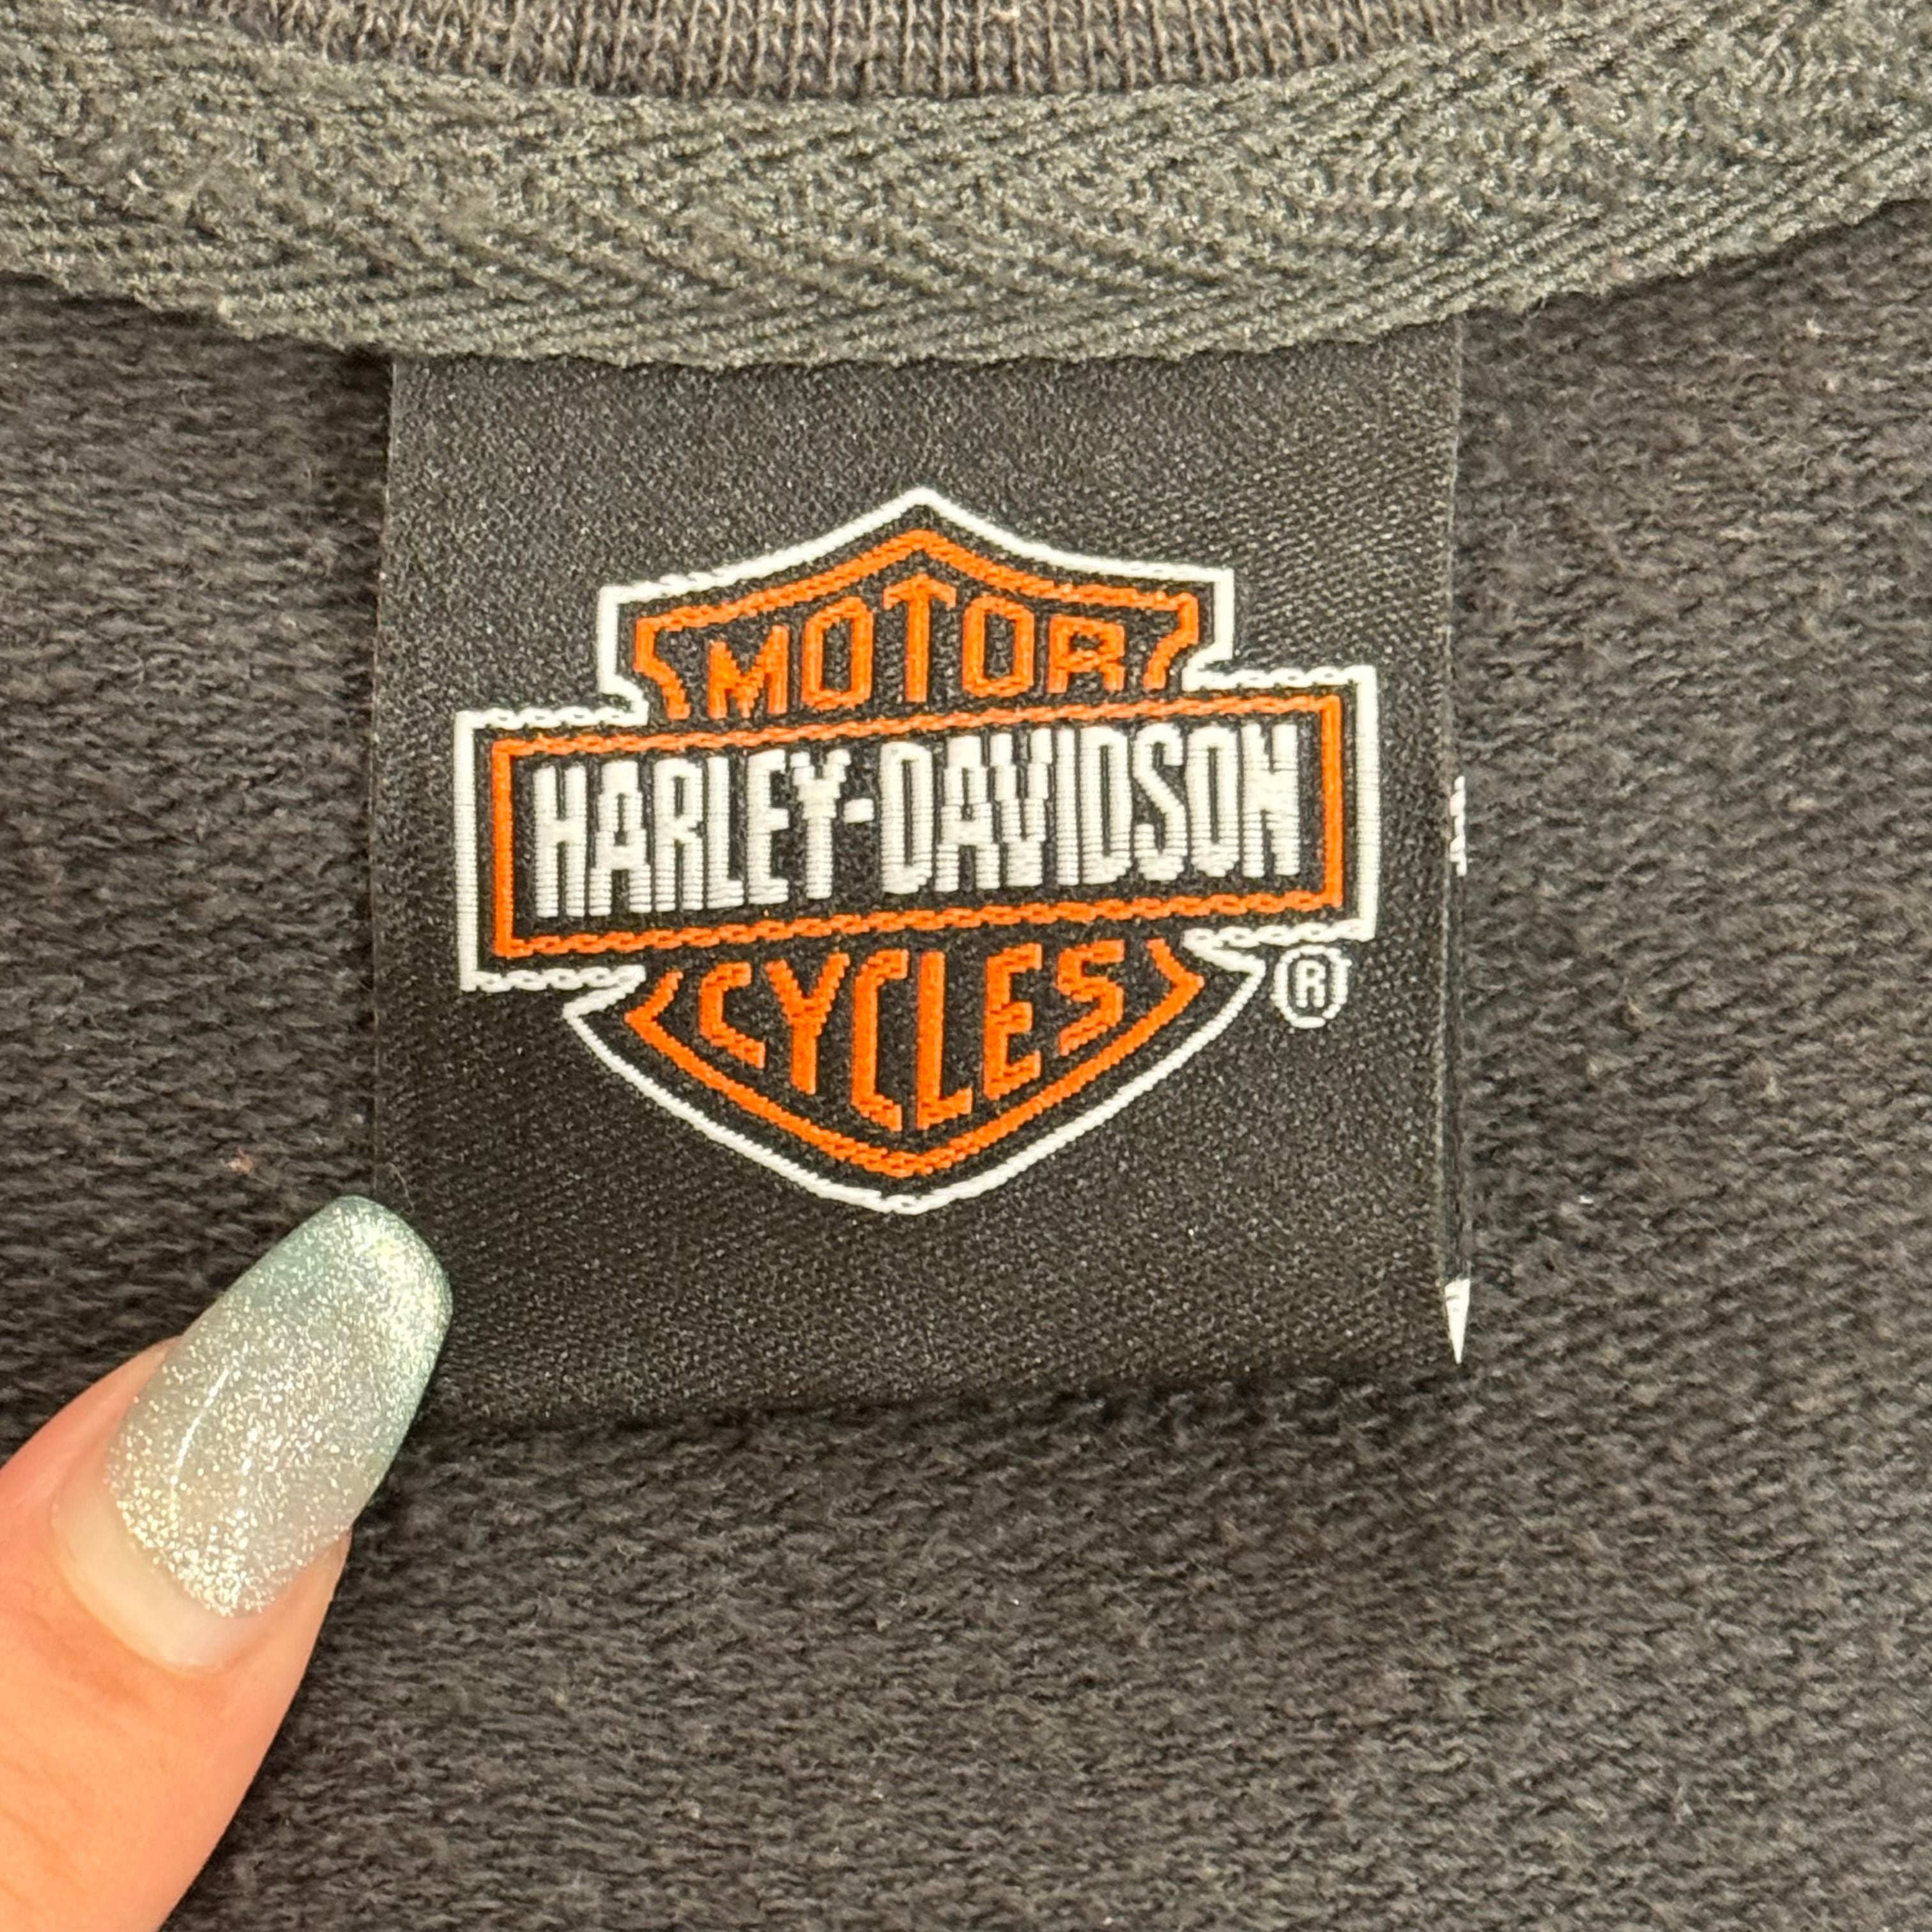 MOTOR
HARLEY-DAVIDSON
CYCLES
®